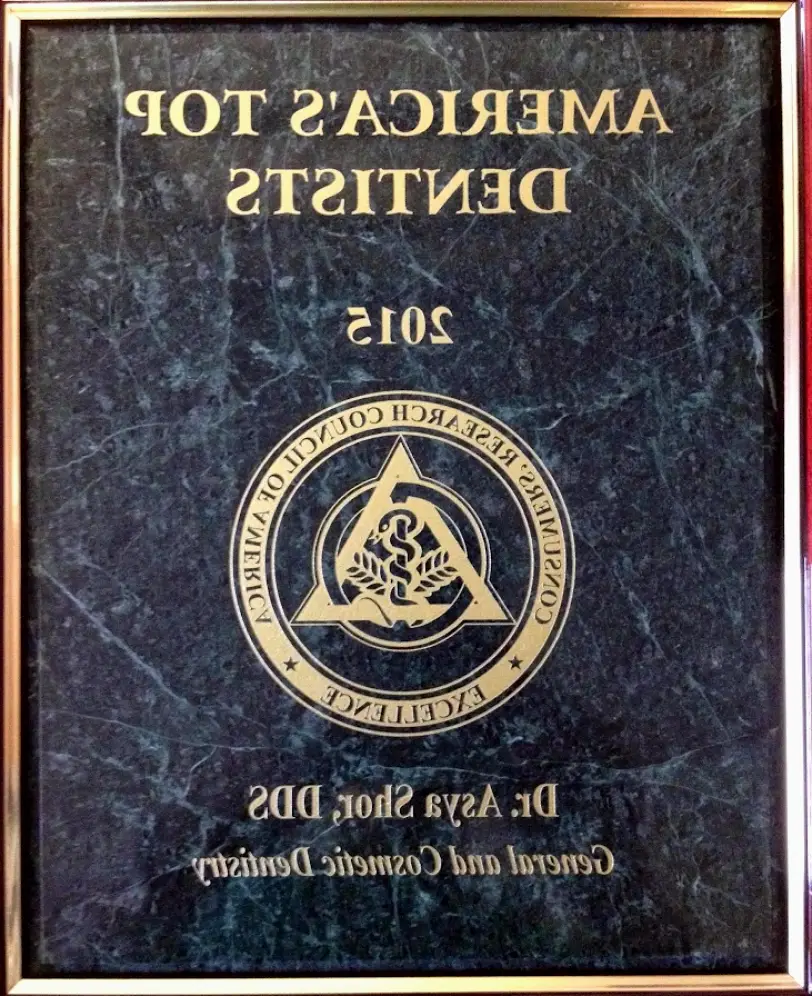 AMERICA'S TOP
DENTISTS
2015
CONSUMERS' RESEARCH COUNCIL OF AMERICA
★ EXCELLENCE ★
Dr. Asya Shor, DDS
General and Cosmetic Dentistry